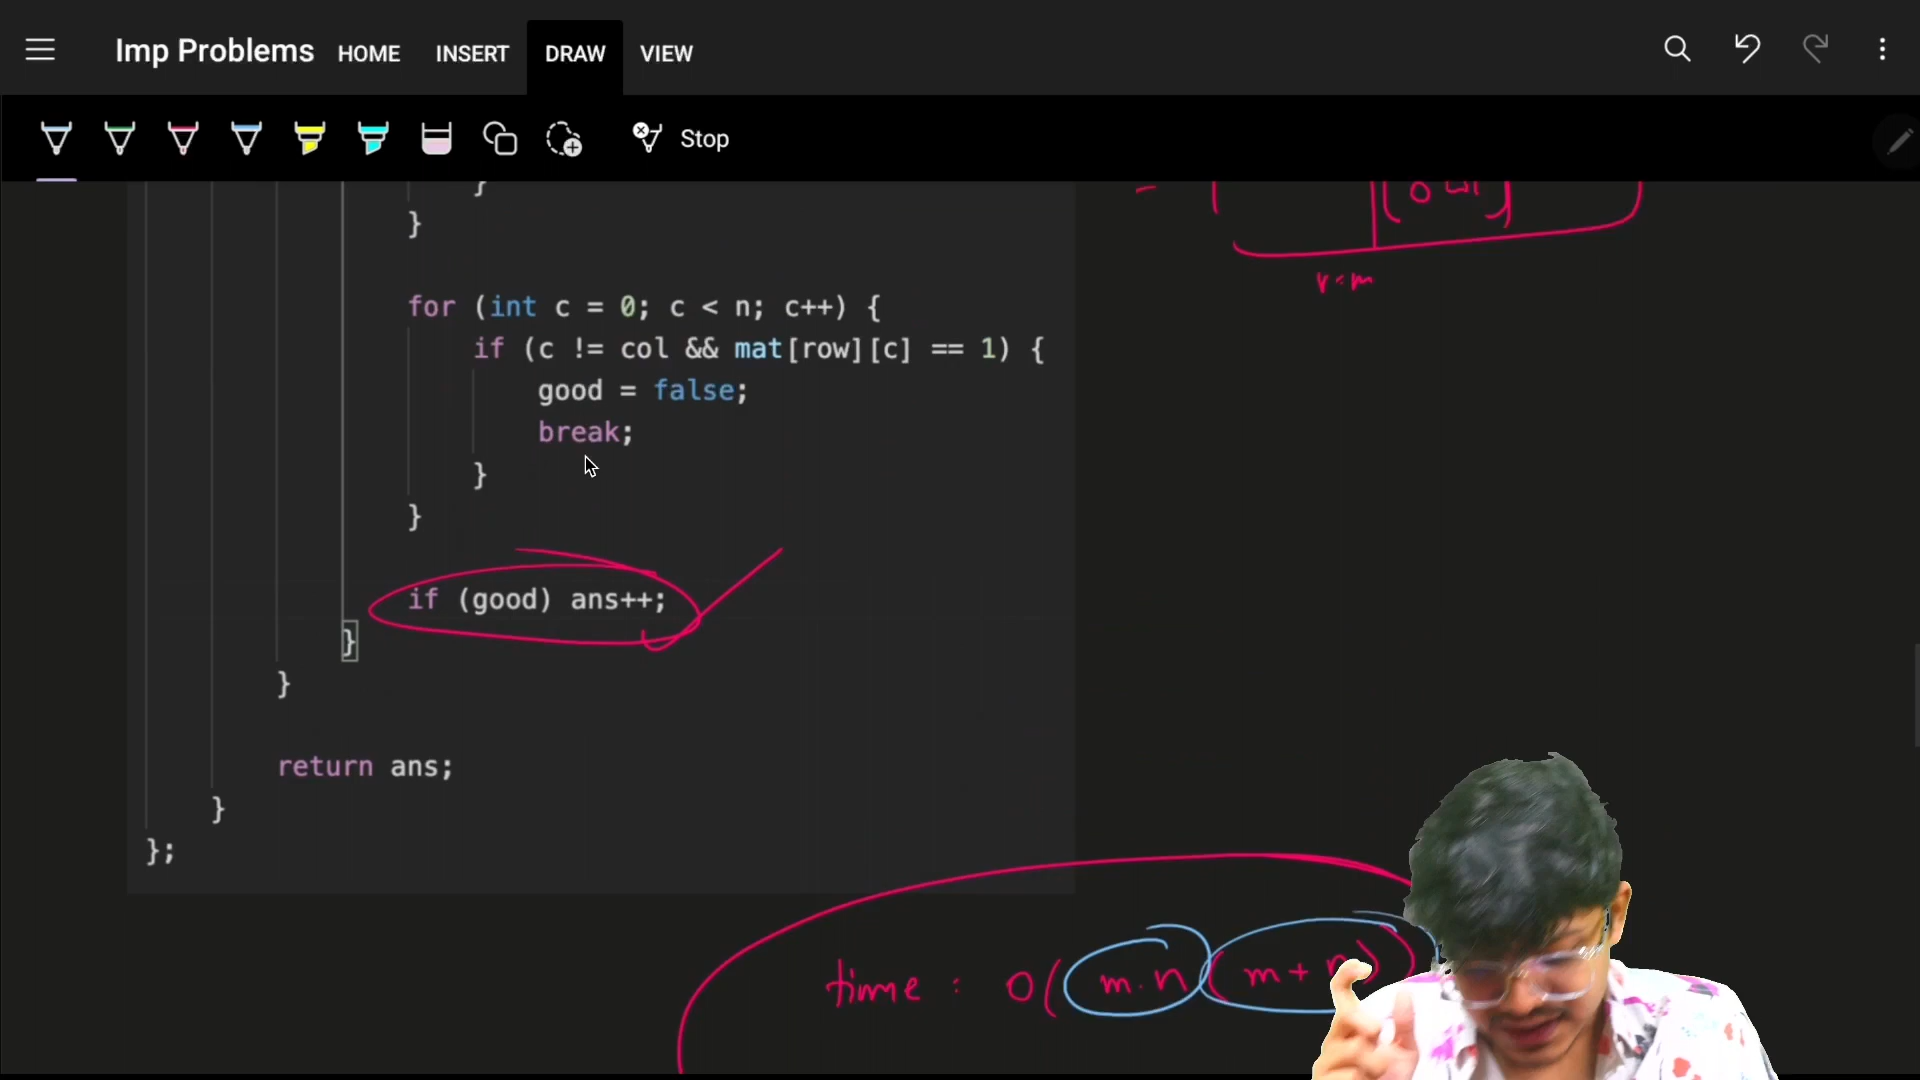 Imp Problems HOME INSERT DRAW VIEW
Stop
}
}
for (int c = 0; c < n; c++) {
if (c != col && mat[row][c] == 1) {
good = false;
break;
}
}
if (good) ans++;
}
}
return ans;
}
};
time : O(m.n(m+n)